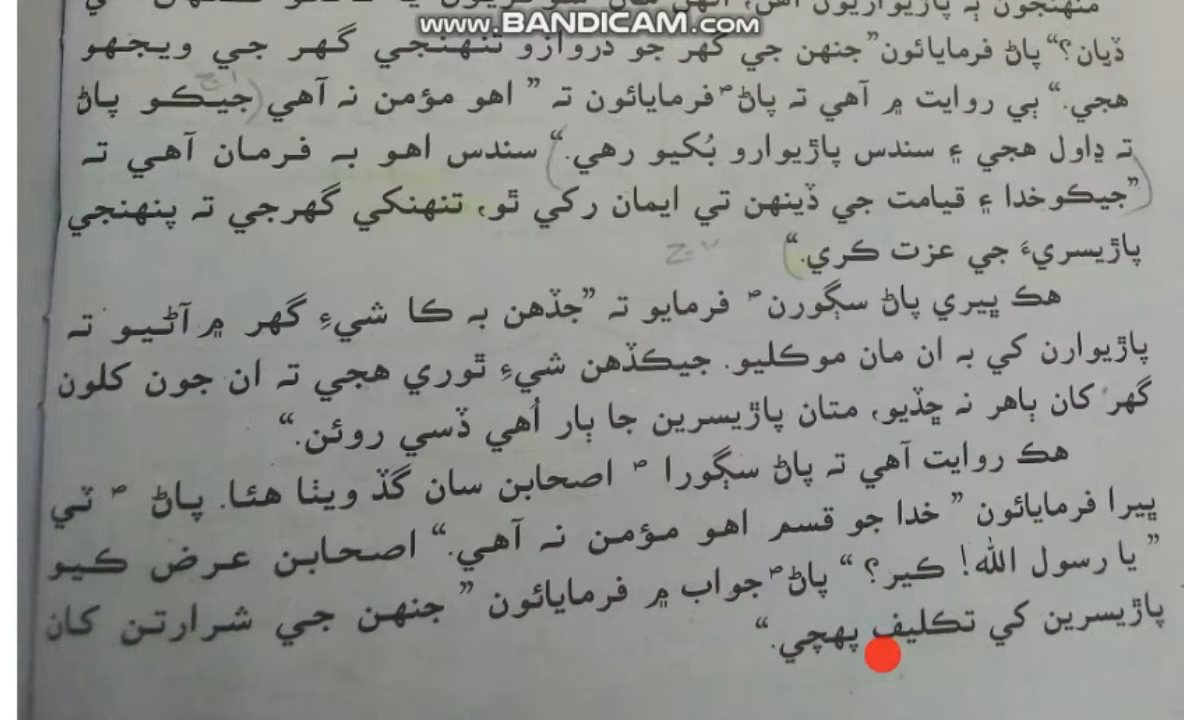 منهنجون ٻه پاڙيواريون آهن،
www.BANDICAM.com
ڏيان؟“ پاڻ فرمايائون ”جنهن جي گهر جو دروازو تنهنجي گهر جي ويجهو
هجي.“ ٻي روايت ۾ آهي ته پاڻ ؐ فرمايائون ته ” اهو مؤمن نه آهي (جيڪو پاڻ
ته ڍاول هجي ۽ سندس پاڙيوارو بُکيو رهي.“) سندس اهو به فرمان آهي ته
”جيڪو خدا ۽ قيامت جي ڏينهن تي ايمان رکي ٿو، تنهنکي گهرجي ته پنهنجي
پاڙيسريءَ جي عزت ڪري.“
هڪ ڀيري پاڻ سڳورن ؐ فرمايو ته ”جڏهن به ڪا شيءِ گهر ۾ آڻيو ته
پاڙيوارن کي به ان مان موڪليو. جيڪڏهن شيءِ ٿوري هجي ته ان جون کلون
گهر کان ٻاهر نه ڇڏيو، متان پاڙيسرين جا ٻار اُهي ڏسي روئن.“
هڪ روايت آهي ته پاڻ سڳورا ؐ اصحابن سان گڏ ويٺا هئا. پاڻ ؐ ٽي
ڀيرا فرمايائون ” خدا جو قسم اهو مؤمن نه آهي.“ اصحابن عرض ڪيو
” يا رسول الله! ڪير؟ “ پاڻ ؐ جواب ۾ فرمايائون ” جنهن جي شرارتن کان
پاڙيسرين کي تڪليف پهچي.“